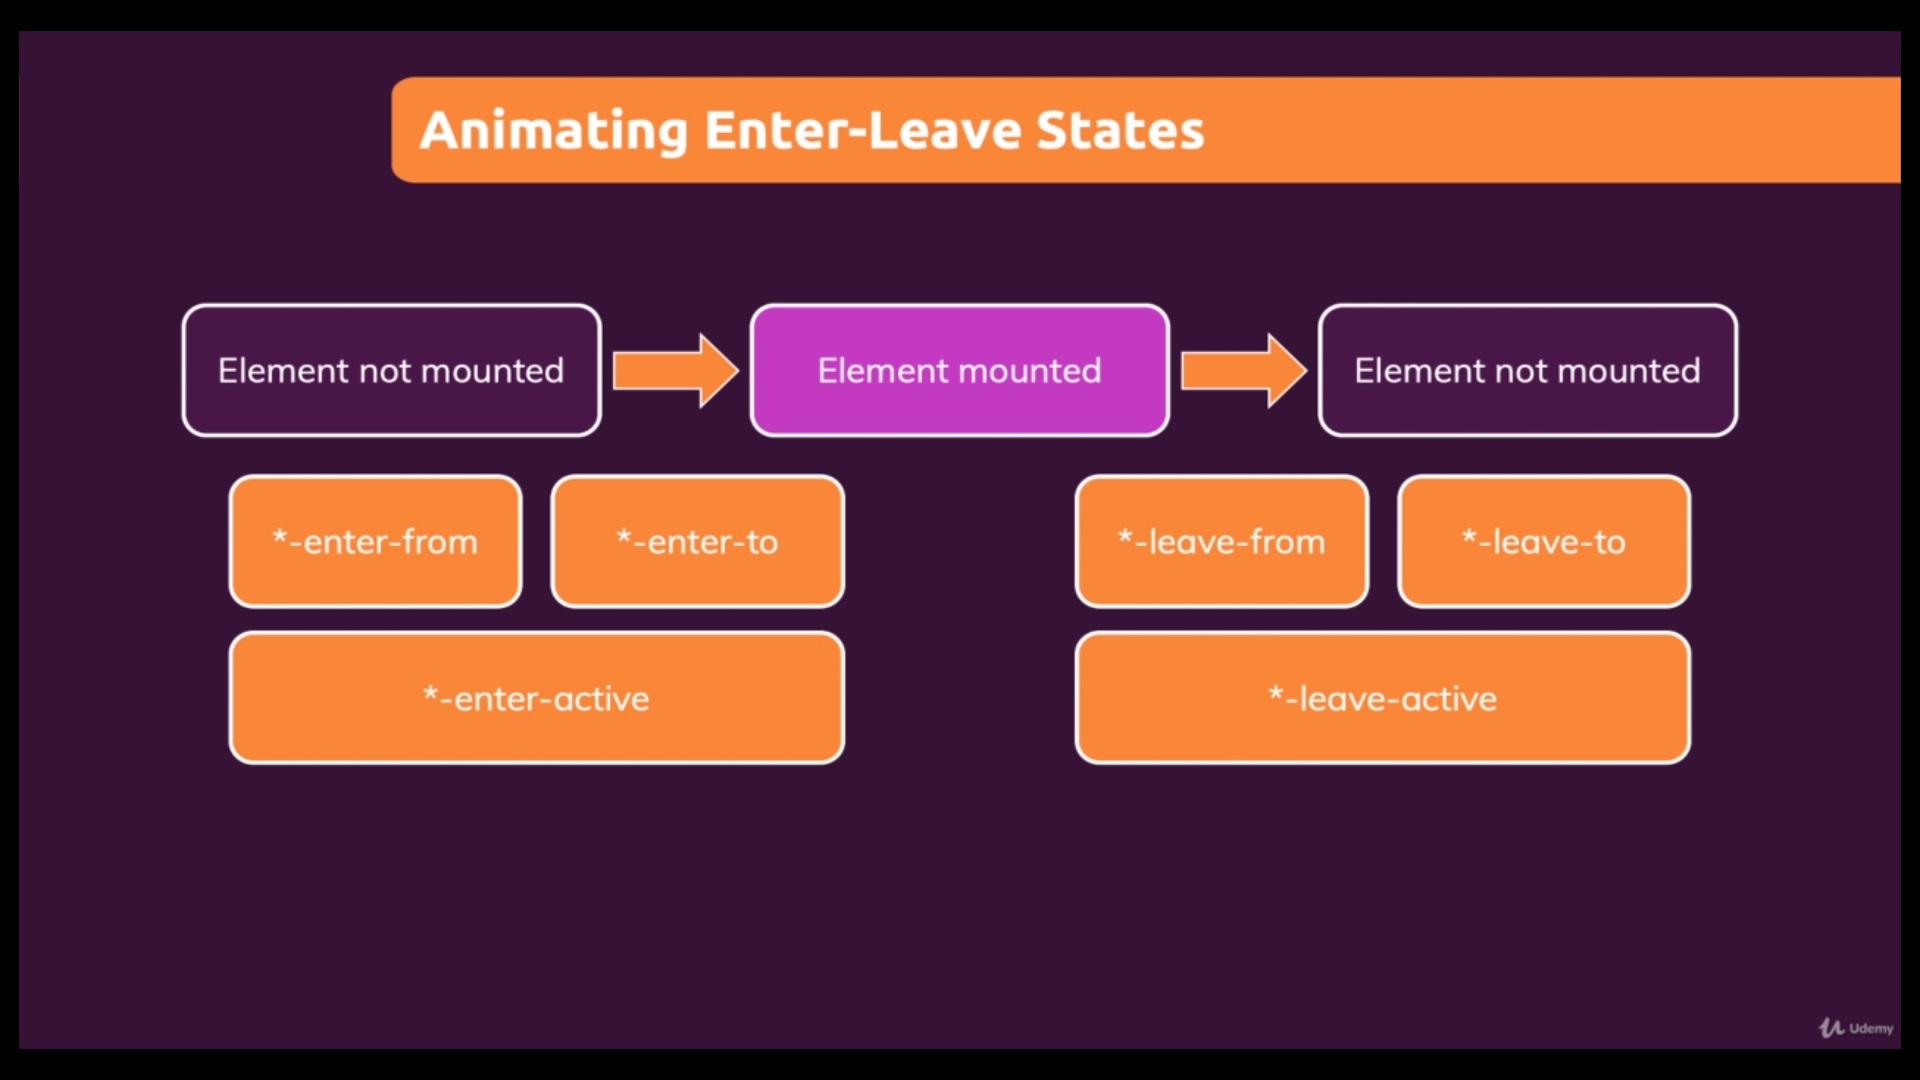 Animating Enter-Leave States
Element not mounted
Element mounted
Element not mounted
*-enter-from
*-enter-to
*-leave-from
*-leave-to
*-enter-active
*-leave-active
Udemy